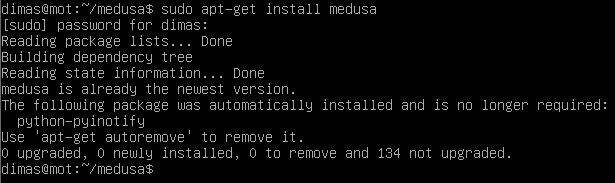 dimas@mot:~/medusa$ sudo apt-get install medusa
[sudo] password for dimas:
Reading package lists... Done
Building dependency tree
Reading state information... Done
medusa is already the newest version.
The following package was automatically installed and is no longer required:
  python-pyinotify
Use 'apt-get autoremove' to remove it.
0 upgraded, 0 newly installed, 0 to remove and 134 not upgraded.
dimas@mot:~/medusa$